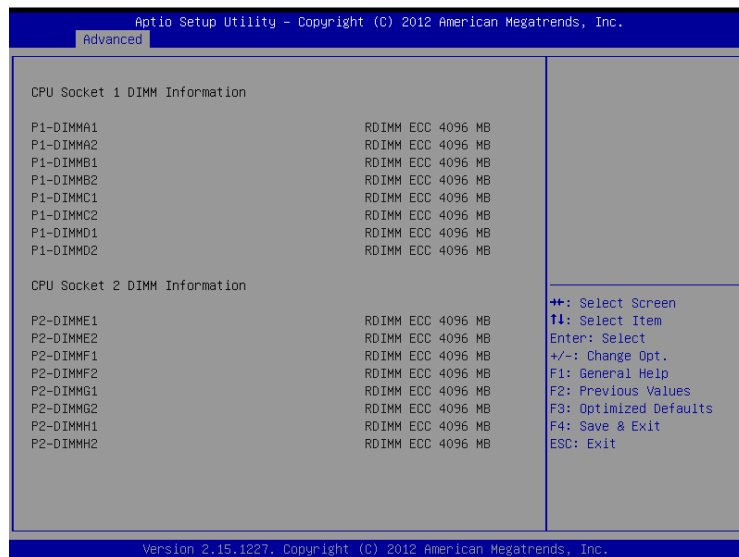 Aptio Setup Utility – Copyright (C) 2012 American Megatrends, Inc.
Advanced
CPU Socket 1 DIMM Information
P1-DIMMA1 RDIMM ECC 4096 MB
P1-DIMMA2 RDIMM ECC 4096 MB
P1-DIMMB1 RDIMM ECC 4096 MB
P1-DIMMB2 RDIMM ECC 4096 MB
P1-DIMMC1 RDIMM ECC 4096 MB
P1-DIMMC2 RDIMM ECC 4096 MB
P1-DIMMD1 RDIMM ECC 4096 MB
P1-DIMMD2 RDIMM ECC 4096 MB
CPU Socket 2 DIMM Information
P2-DIMME1 RDIMM ECC 4096 MB
P2-DIMME2 RDIMM ECC 4096 MB
P2-DIMMF1 RDIMM ECC 4096 MB
P2-DIMMF2 RDIMM ECC 4096 MB
P2-DIMMG1 RDIMM ECC 4096 MB
P2-DIMMG2 RDIMM ECC 4096 MB
P2-DIMMH1 RDIMM ECC 4096 MB
P2-DIMMH2 RDIMM ECC 4096 MB
→←: Select Screen
↑↓: Select Item
Enter: Select
+/-: Change Opt.
F1: General Help
F2: Previous Values
F3: Optimized Defaults
F4: Save & Exit
ESC: Exit
Version 2.15.1227. Copyright (C) 2012 American Megatrends, Inc.